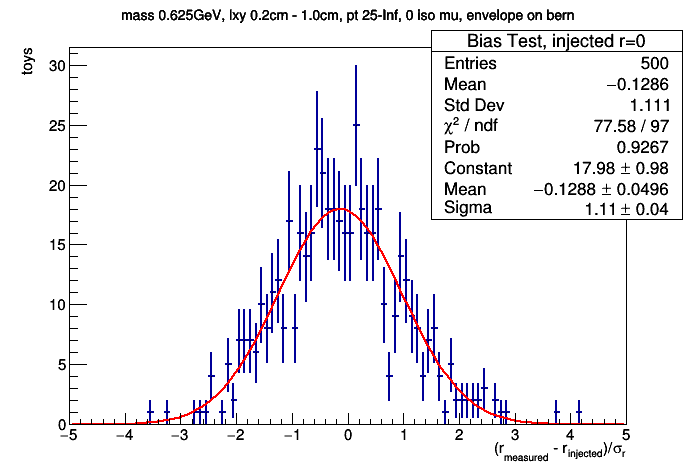 mass 0.625GeV, lxy 0.2cm - 1.0cm, pt 25-Inf, 0 Iso mu, envelope on bern
Bias Test, injected r=0
Entries 500
Mean −0.1286
Std Dev 1.111
χ² / ndf 77.58 / 97
Prob 0.9267
Constant 17.98 ± 0.98
Mean −0.1288 ± 0.0496
Sigma 1.11 ± 0.04
toys
30
25
20
15
10
5
0
−5 −4 −3 −2 −1 0 1 2 3 4 5
(r_measured - r_injected)/σ_r